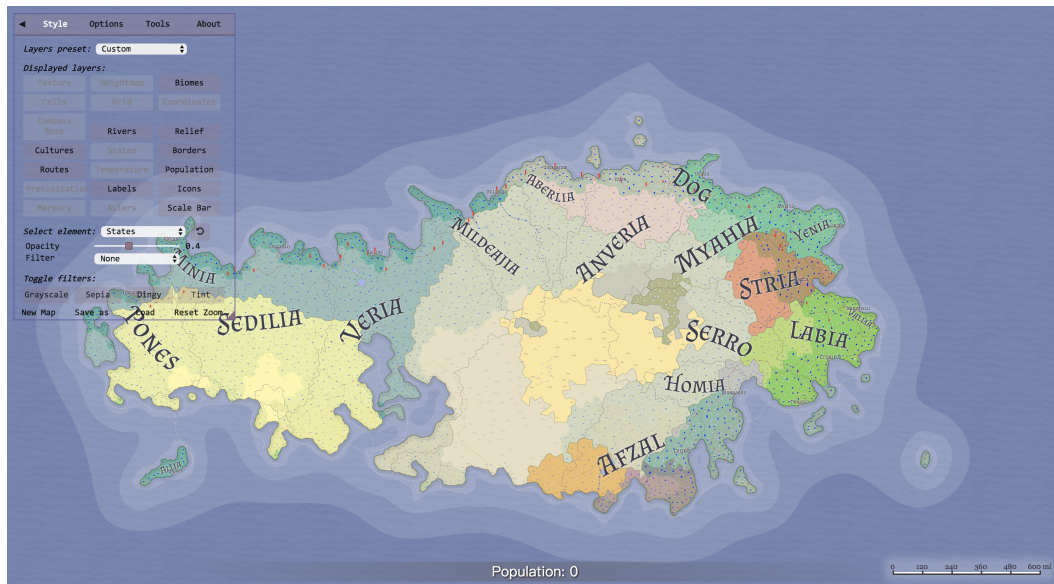 ◀ Style Options Tools About
Layers preset: Custom
Displayed layers:
Texture Heightmap Biomes
Cells Grid Coordinates
Compass Rose Rivers Relief
Cultures States Borders
Routes Temperature Population
Precipitation Labels Icons
Markers Rulers Scale Bar
Select element: States
Opacity 0.4
Filter None
Toggle filters:
Grayscale Sepia Dingy Tint
New Map Save as Load Reset Zoom
Minia
Pones
Sedilia
Veria
Mildeajia
Aberlia
Anveria
Dog
Myahia
Yenia
Stria
Labia
Serro
Homia
Afzal
Ailia
Population: 0
0 120 240 360 480 600 mi